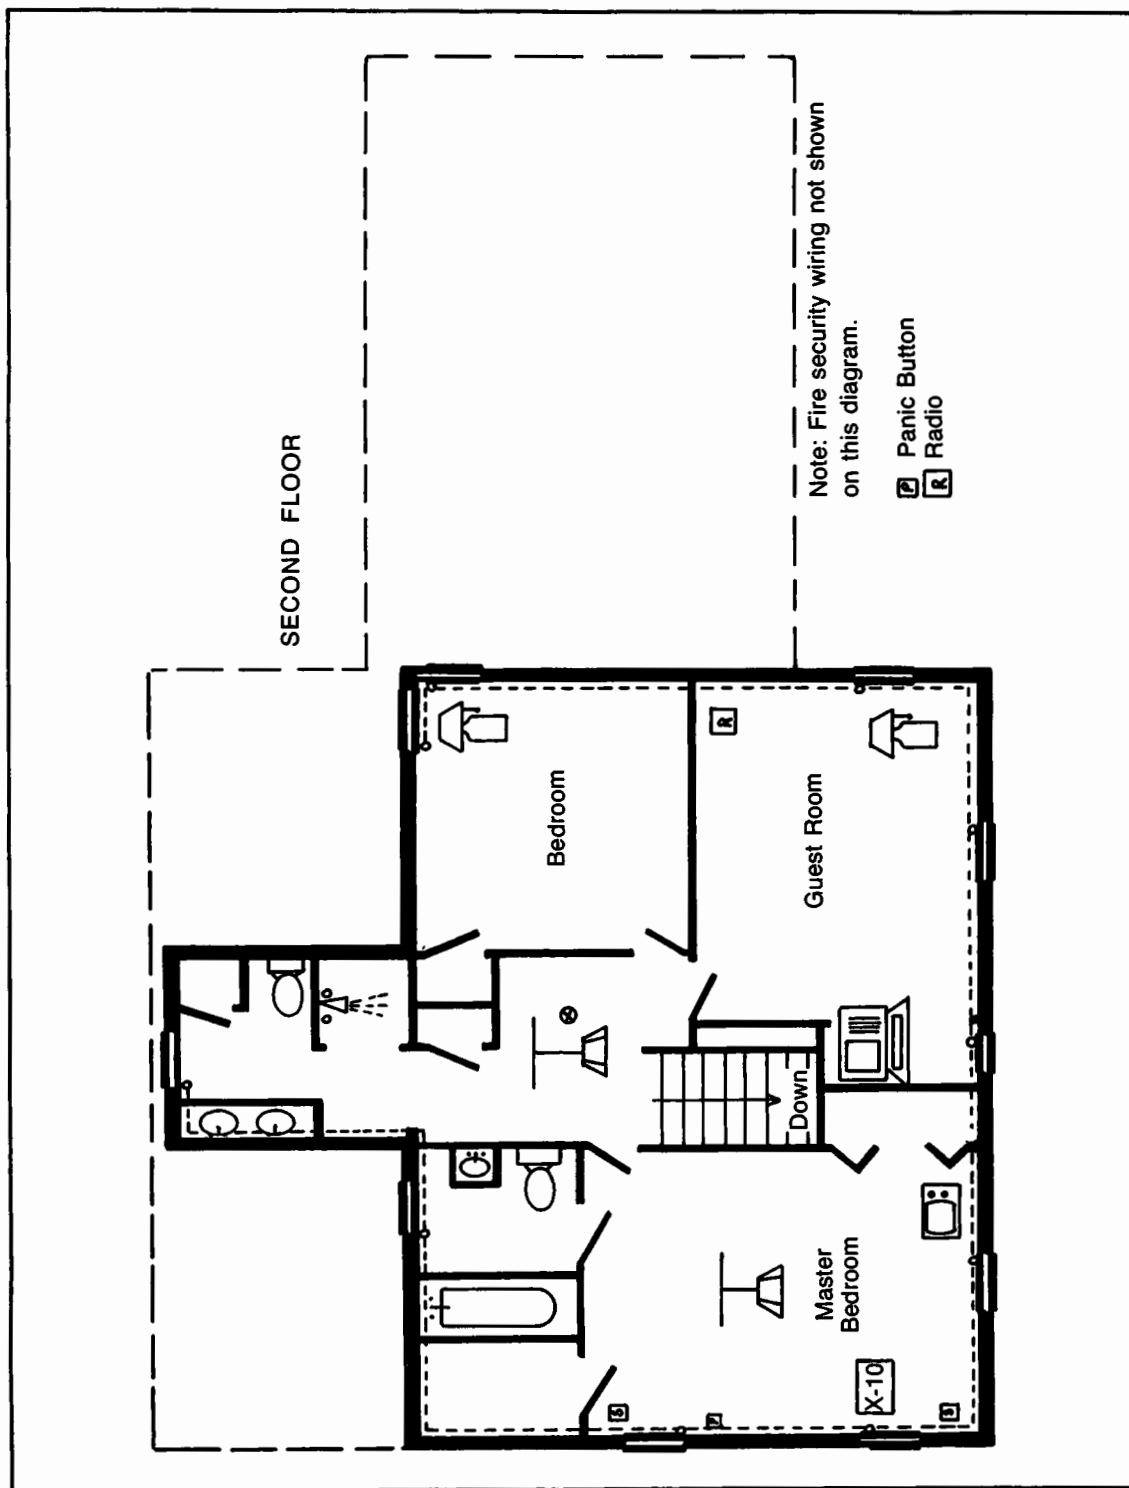 SECOND FLOOR
Bedroom
Guest Room
R
Down
Master
Bedroom
X-10
S
P
S
Note: Fire security wiring not shown
on this diagram.
P Panic Button
R Radio